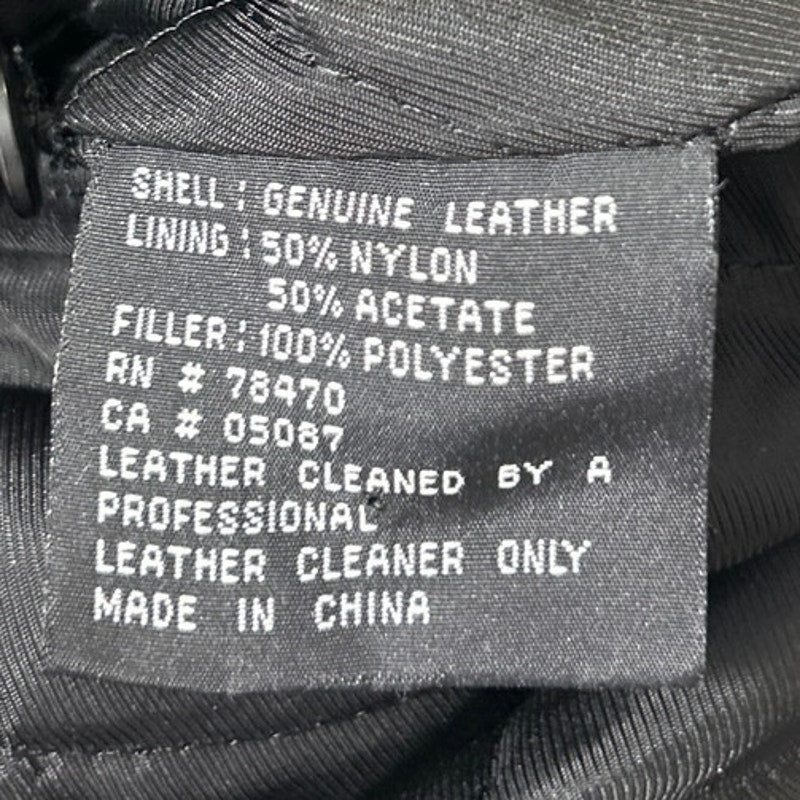 SHELL: GENUINE LEATHER
LINING: 50% NYLON
50% ACETATE
FILLER: 100% POLYESTER
RN # 78470
CA # 05087
LEATHER CLEANED BY A
PROFESSIONAL
LEATHER CLEANER ONLY
MADE IN CHINA